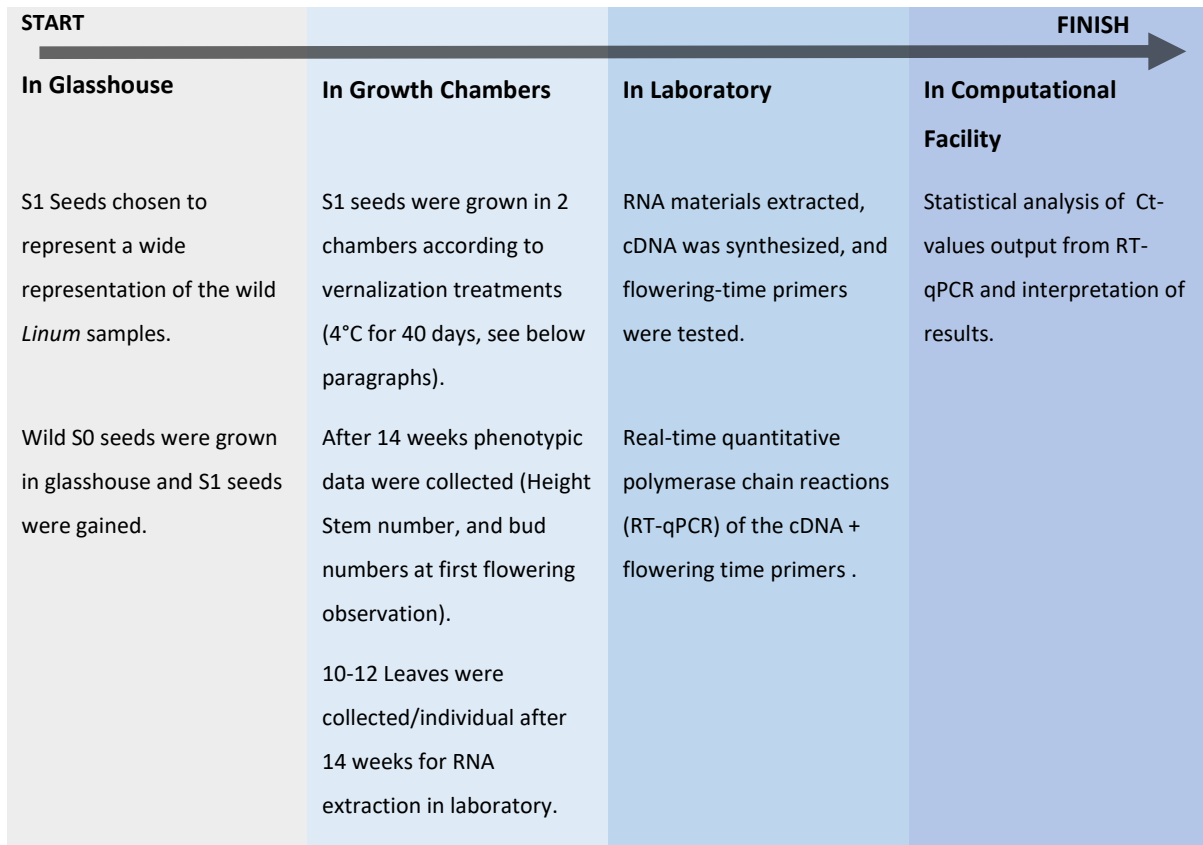 START
FINISH
In Glasshouse
S1 Seeds chosen to
represent a wide
representation of the wild
Linum samples.
Wild S0 seeds were grown
in glasshouse and S1 seeds
were gained.
In Growth Chambers
S1 seeds were grown in 2
chambers according to
vernalization treatments
(4°C for 40 days, see below
paragraphs).
After 14 weeks phenotypic
data were collected (Height
Stem number, and bud
numbers at first flowering
observation).
10-12 Leaves were
collected/individual after
14 weeks for RNA
extraction in laboratory.
In Laboratory
RNA materials extracted,
cDNA was synthesized, and
flowering-time primers
were tested.
Real-time quantitative
polymerase chain reactions
(RT-qPCR) of the cDNA +
flowering time primers .
In Computational
Facility
Statistical analysis of Ct-
values output from RT-
qPCR and interpretation of
results.